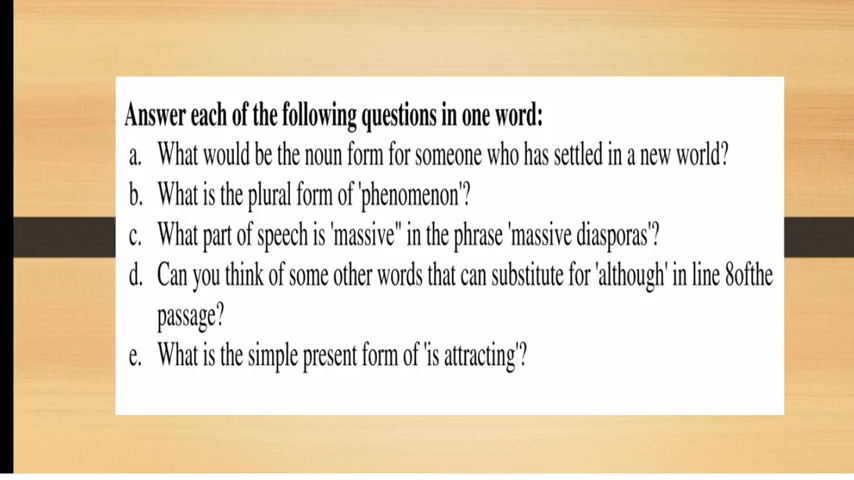 Answer each of the following questions in one word:
a. What would be the noun form for someone who has settled in a new world?
b. What is the plural form of 'phenomenon'?
c. What part of speech is 'massive" in the phrase 'massive diasporas'?
d. Can you think of some other words that can substitute for 'although' in line 8ofthe
passage?
e. What is the simple present form of 'is attracting'?